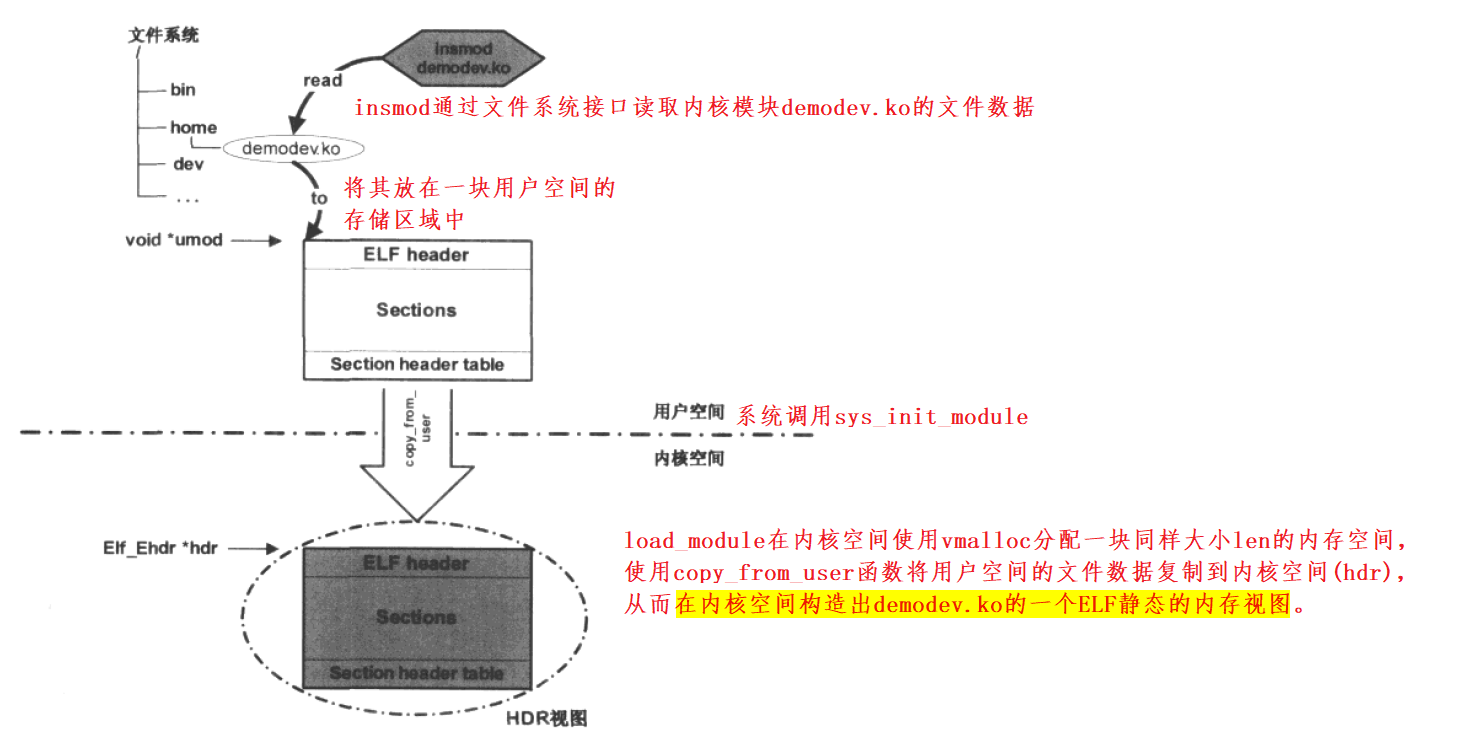 文件系统
insmod
demodev.ko
read
bin
insmod通过文件系统接口读取内核模块demodev.ko的文件数据
home
demodev.ko
dev
...
to
将其放在一块用户空间的
存储区域中
void *umod
ELF header
Sections
Section header table
copy_from_
user
用户空间
系统调用sys_init_module
内核空间
Elf_Ehdr *hdr
ELF header
Sections
Section header table
load_module在内核空间使用vmalloc分配一块同样大小len的内存空间,
使用copy_from_user函数将用户空间的文件数据复制到内核空间(hdr),
从而在内核空间构造出demodev.ko的一个ELF静态的内存视图。
HDR视图